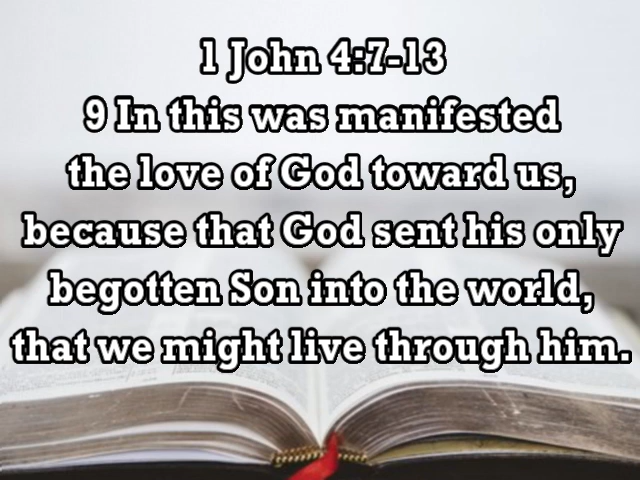 1 John 4:7-13
9 In this was manifested
the love of God toward us,
because that God sent his only
begotten Son into the world,
that we might live through him.